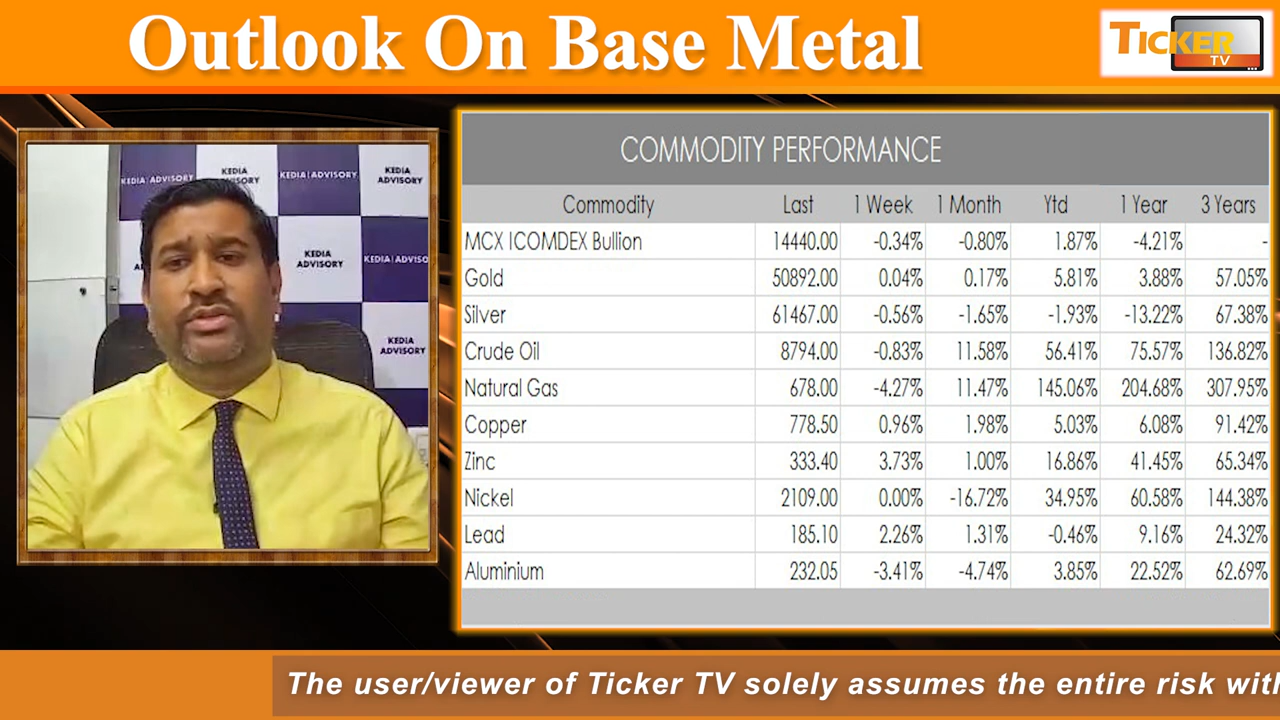 Outlook On Base Metal
TICKER
TV
KEDIA ADVISORY
KEDIA
ADVISORY
KEDIA ADVISORY
KEDIA
ADVISORY
KEDIA
ADVISORY
KEDIA
ADVISORY
COMMODITY PERFORMANCE
Commodity Last 1 Week 1 Month Ytd 1 Year 3 Years
MCX ICOMDEX Bullion 14440.00 -0.34% -0.80% 1.87% -4.21% -
Gold 50892.00 0.04% 0.17% 5.81% 3.88% 57.05%
Silver 61467.00 -0.56% -1.65% -1.93% -13.22% 67.38%
Crude Oil 8794.00 -0.83% 11.58% 56.41% 75.57% 136.82%
Natural Gas 678.00 -4.27% 11.47% 145.06% 204.68% 307.95%
Copper 778.50 0.96% 1.98% 5.03% 6.08% 91.42%
Zinc 333.40 3.73% 1.00% 16.86% 41.45% 65.34%
Nickel 2109.00 0.00% -16.72% 34.95% 60.58% 144.38%
Lead 185.10 2.26% 1.31% -0.46% 9.16% 24.32%
Aluminium 232.05 -3.41% -4.74% 3.85% 22.52% 62.69%
The user/viewer of Ticker TV solely assumes the entire risk with